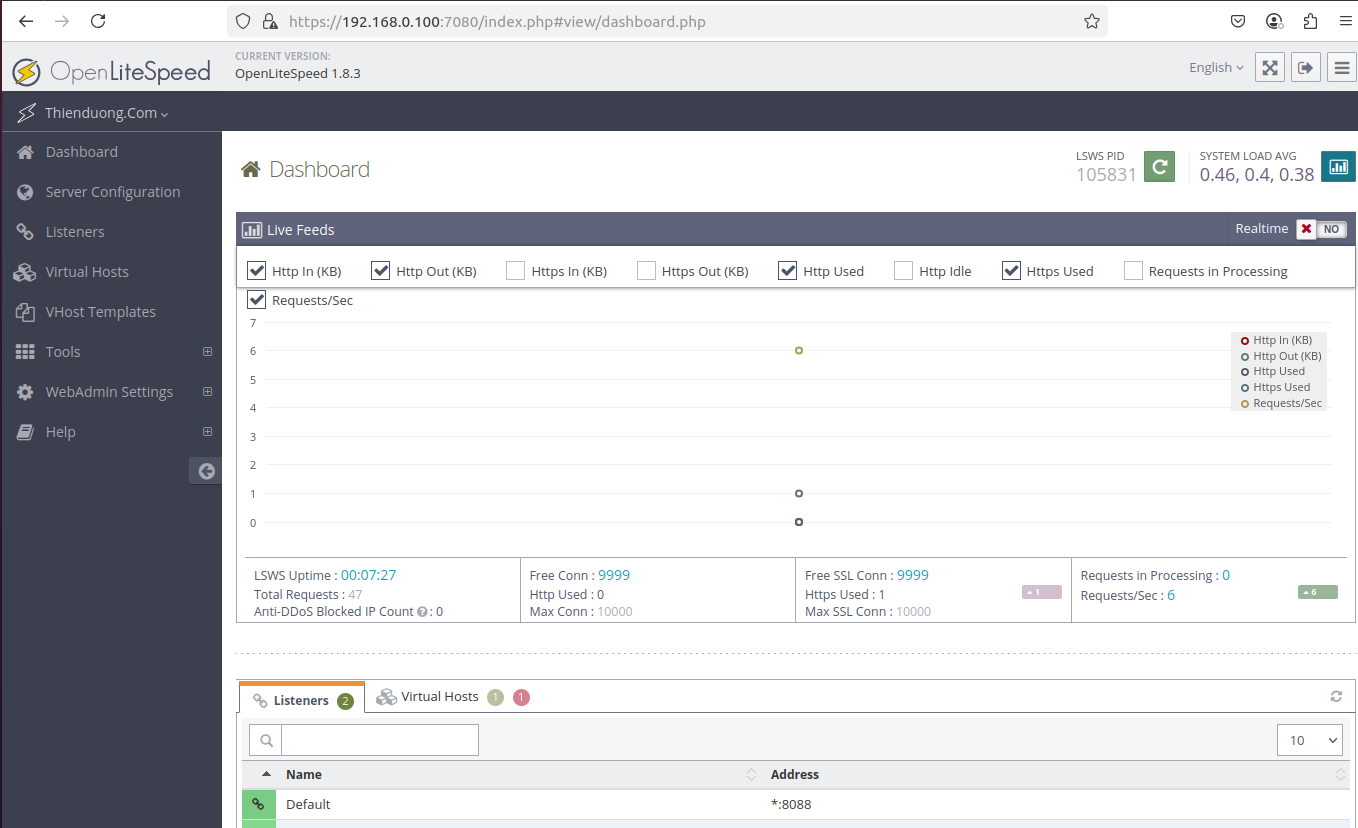 https://192.168.0.100:7080/index.php#view/dashboard.php
OpenLiteSpeed
CURRENT VERSION:
OpenLiteSpeed 1.8.3
English
Thienduong.Com
Dashboard
Server Configuration
Listeners
Virtual Hosts
VHost Templates
Tools
WebAdmin Settings
Help
Dashboard
LSWS PID
105831
SYSTEM LOAD AVG
0.46, 0.4, 0.38
Live Feeds
Realtime NO
Http In (KB) Http Out (KB) Https In (KB) Https Out (KB) Http Used Http Idle Https Used Requests in Processing
Requests/Sec
7
6
5
4
3
2
1
0
Http In (KB)
Http Out (KB)
Http Used
Https Used
Requests/Sec
LSWS Uptime : 00:07:27
Total Requests : 47
Anti-DDoS Blocked IP Count : 0
Free Conn : 9999
Http Used : 0
Max Conn : 10000
Free SSL Conn : 9999
Https Used : 1
1
Max SSL Conn : 10000
Requests in Processing : 0
Requests/Sec : 6
6
Listeners 2
Virtual Hosts 1 1
10
Name Address
Default *:8088